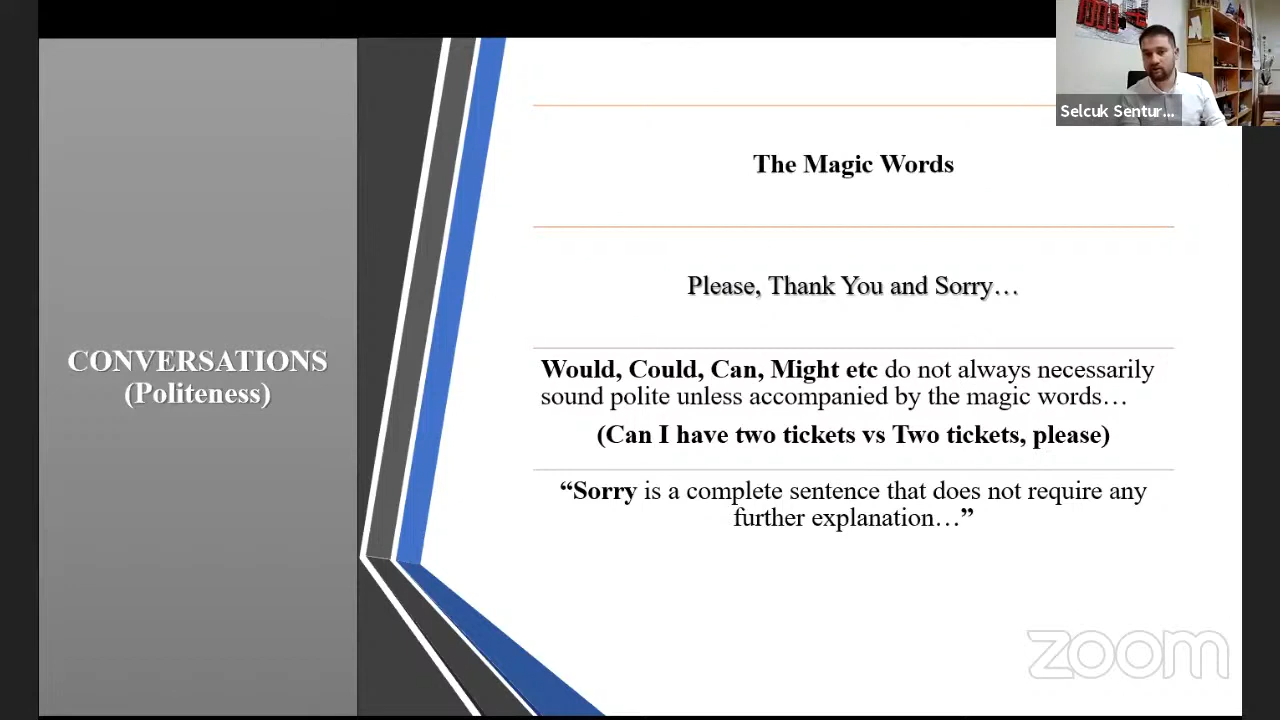 Selcuk Sentur...
The Magic Words
Please, Thank You and Sorry…
CONVERSATIONS
(Politeness)
Would, Could, Can, Might etc do not always necessarily
sound polite unless accompanied by the magic words…
(Can I have two tickets vs Two tickets, please)
“Sorry is a complete sentence that does not require any
further explanation…”
zoom